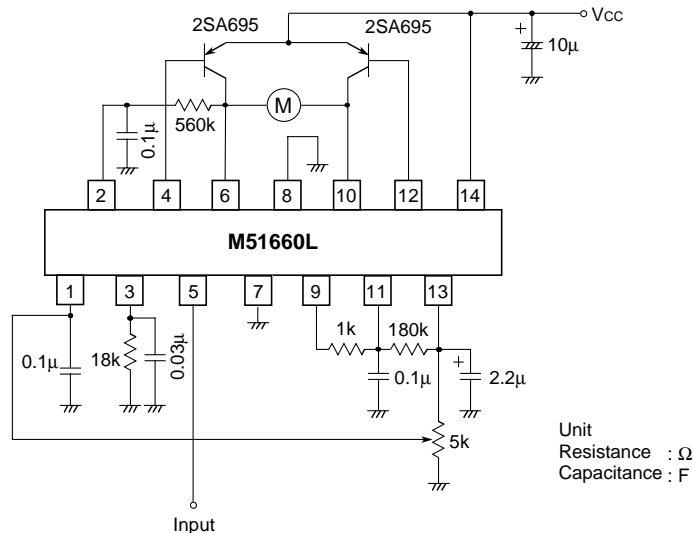 VCC
2SA695
2SA695
+
10μ
M
560k
0.1μ
2
4
6
8
10
12
14
M51660L
1
3
5
7
9
11
13
1k
180k
0.1μ
18k
0.03μ
0.1μ
+
2.2μ
5k
Unit
Resistance : Ω
Capacitance : F
Input